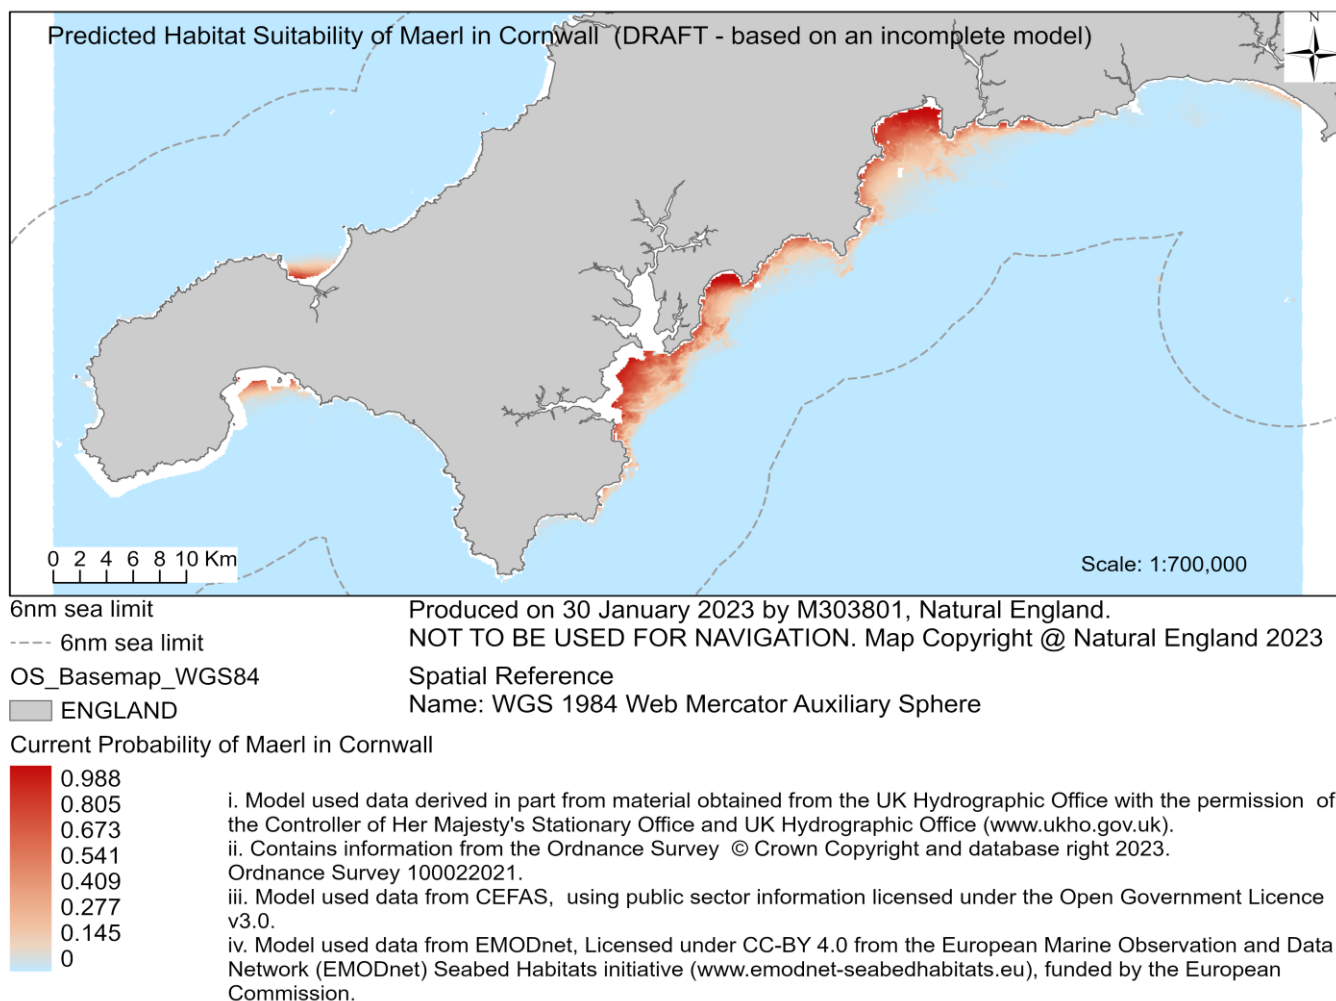 Predicted Habitat Suitability of Maerl in Cornwall (DRAFT - based on an incomplete model)
N
0 2 4 6 8 10 Km
Scale: 1:700,000
6nm sea limit
6nm sea limit
OS_Basemap_WGS84
ENGLAND
Produced on 30 January 2023 by M303801, Natural England.
NOT TO BE USED FOR NAVIGATION. Map Copyright @ Natural England 2023
Spatial Reference
Name: WGS 1984 Web Mercator Auxiliary Sphere
Current Probability of Maerl in Cornwall
0.988
0.805
0.673
0.541
0.409
0.277
0.145
0
i. Model used data derived in part from material obtained from the UK Hydrographic Office with the permission of
the Controller of Her Majesty's Stationary Office and UK Hydrographic Office (www.ukho.gov.uk).
ii. Contains information from the Ordnance Survey © Crown Copyright and database right 2023.
Ordnance Survey 100022021.
iii. Model used data from CEFAS, using public sector information licensed under the Open Government Licence
v3.0.
iv. Model used data from EMODnet, Licensed under CC-BY 4.0 from the European Marine Observation and Data
Network (EMODnet) Seabed Habitats initiative (www.emodnet-seabedhabitats.eu), funded by the European
Commission.